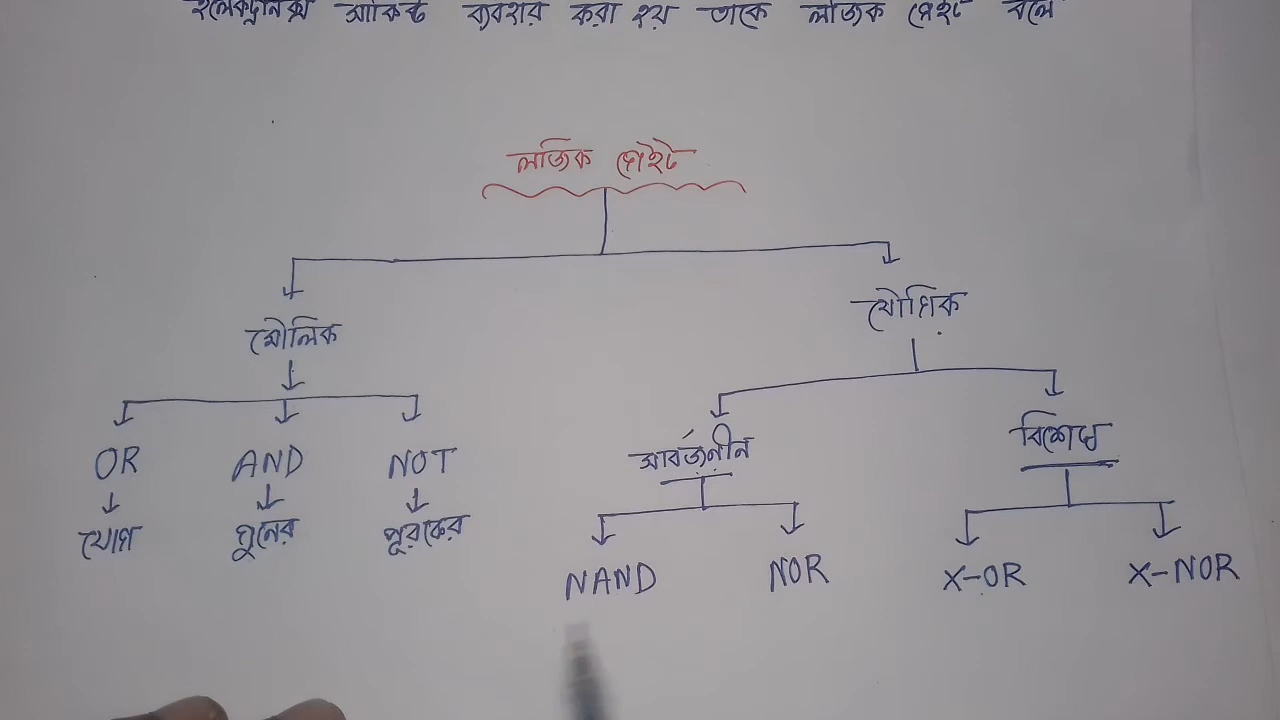 ইলেকট্রনিক্স সার্কিট ব্যবহার করা হয় তাকে লজিক গেইট বলে
লজিক গেইট
মৌলিক যৌগিক
OR AND NOT সার্বজনীন বিশেষ
যোগ গুনের পূরকের
NAND NOR X-OR X-NOR